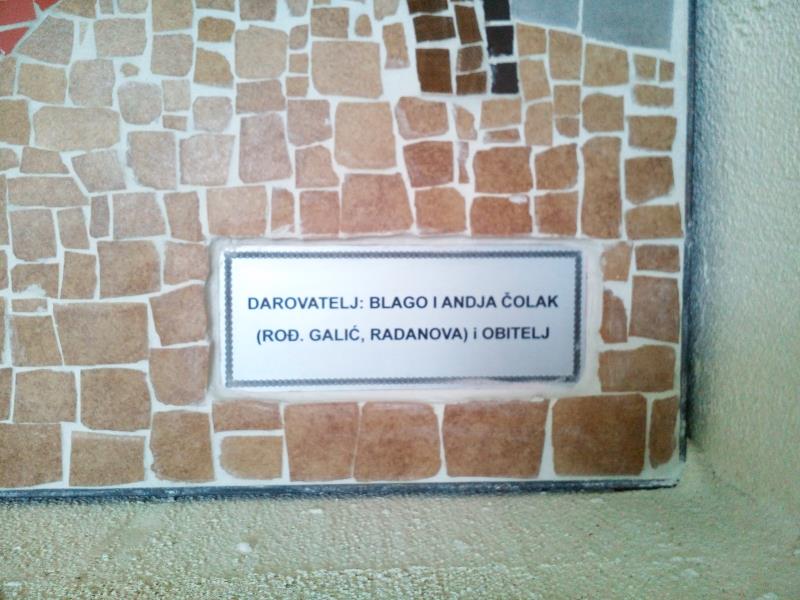 DAROVATELJ: BLAGO I ANDJA ČOLAK
(ROĐ. GALIĆ, RADANOVA) i OBITELJ